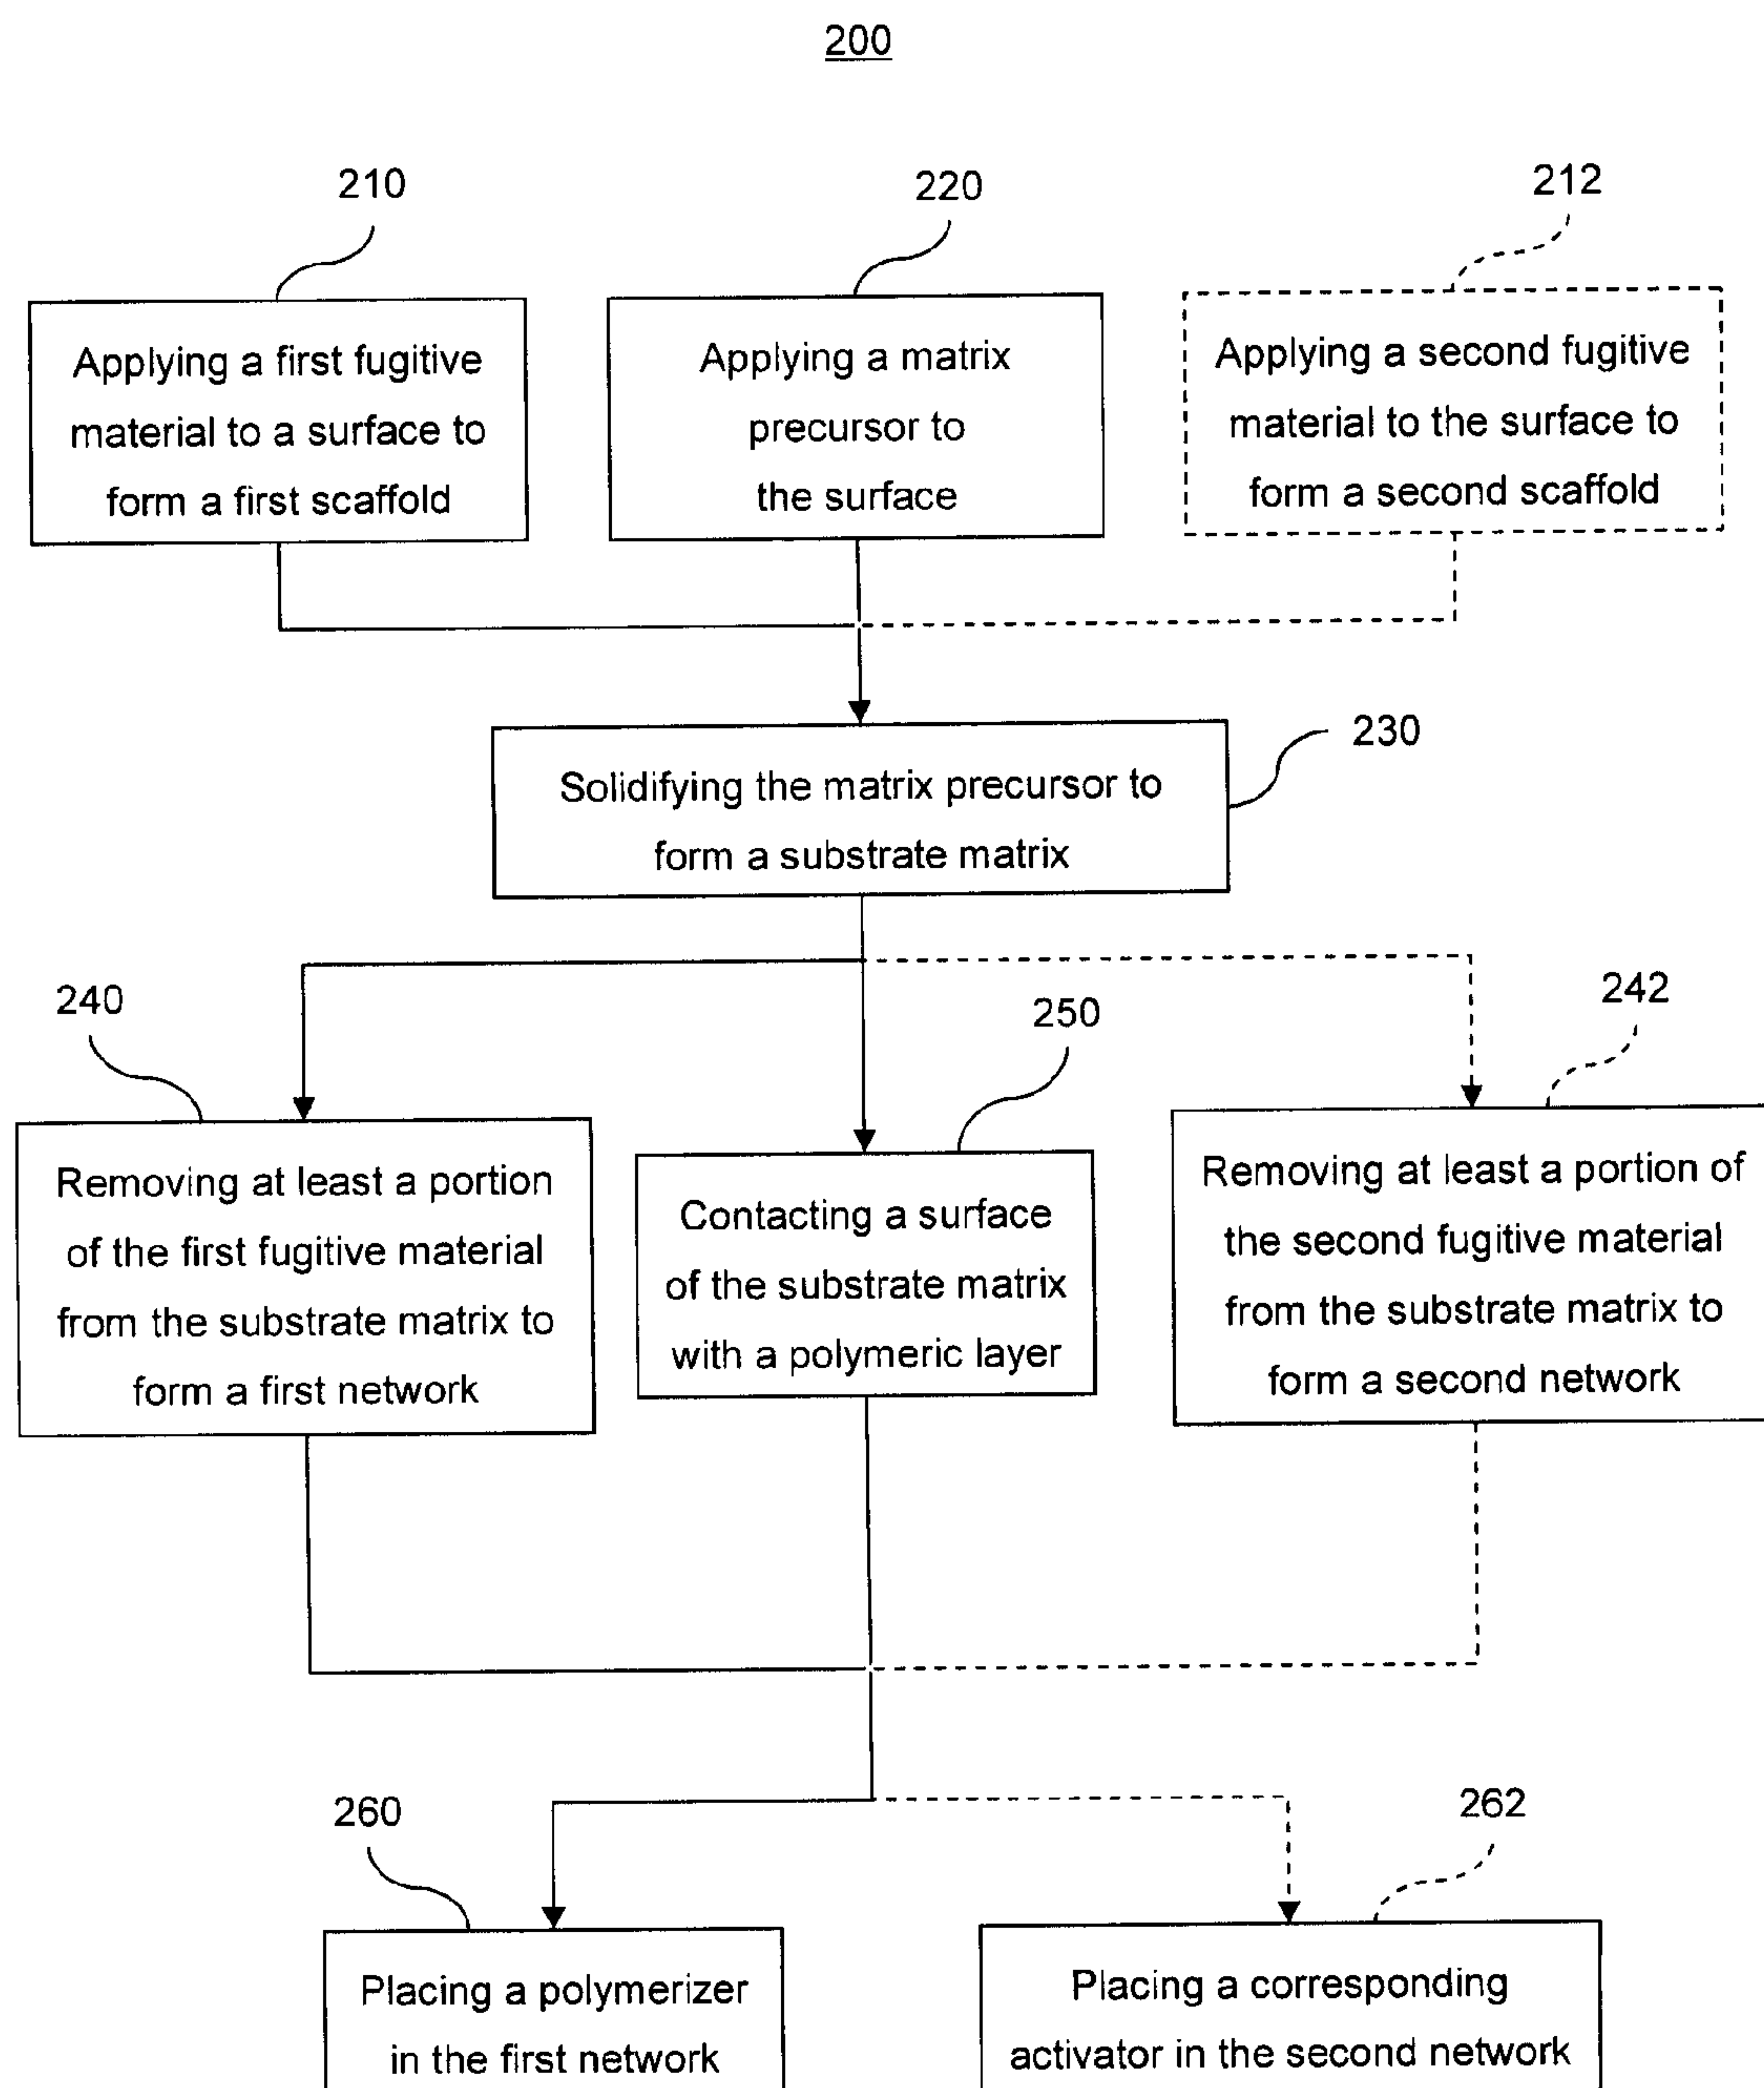 200
210
220
212
Applying a first fugitive
material to a surface to
form a first scaffold
Applying a matrix
precursor to
the surface
Applying a second fugitive
material to the surface to
form a second scaffold
230
Solidifying the matrix precursor to
form a substrate matrix
240
250
242
Removing at least a portion
of the first fugitive material
from the substrate matrix to
form a first network
Contacting a surface
of the substrate matrix
with a polymeric layer
Removing at least a portion of
the second fugitive material
from the substrate matrix to
form a second network
260
262
Placing a polymerizer
in the first network
Placing a corresponding
activator in the second network